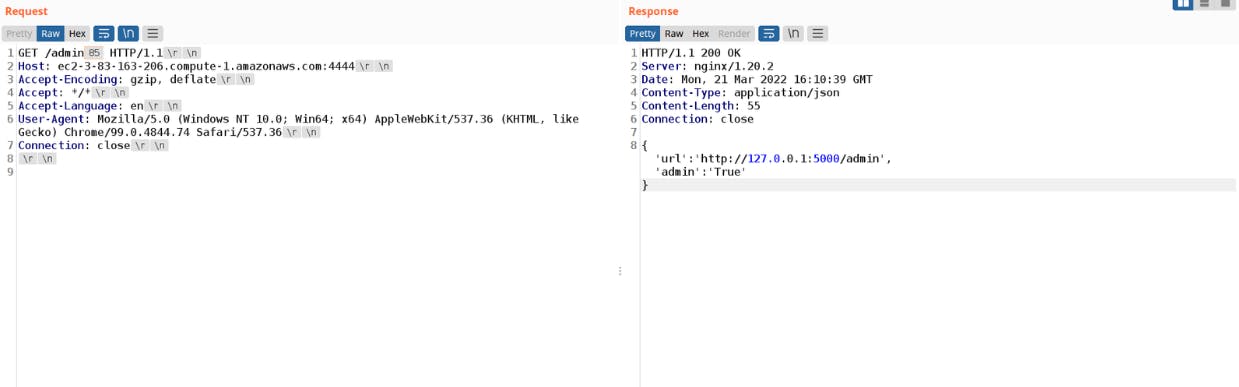 Request
Pretty Raw Hex \n
1 GET /admin 85 HTTP/1.1 \r \n
2 Host: ec2-3-83-163-206.compute-1.amazonaws.com:4444 \r \n
3 Accept-Encoding: gzip, deflate \r \n
4 Accept: */* \r \n
5 Accept-Language: en \r \n
6 User-Agent: Mozilla/5.0 (Windows NT 10.0; Win64; x64) AppleWebKit/537.36 (KHTML, like
Gecko) Chrome/99.0.4844.74 Safari/537.36 \r \n
7 Connection: close \r \n
8 \r \n
9
Response
Pretty Raw Hex Render \n
1 HTTP/1.1 200 OK
2 Server: nginx/1.20.2
3 Date: Mon, 21 Mar 2022 16:10:39 GMT
4 Content-Type: application/json
5 Content-Length: 55
6 Connection: close
7
8 {
'url':'http://127.0.0.1:5000/admin',
'admin':'True'
}